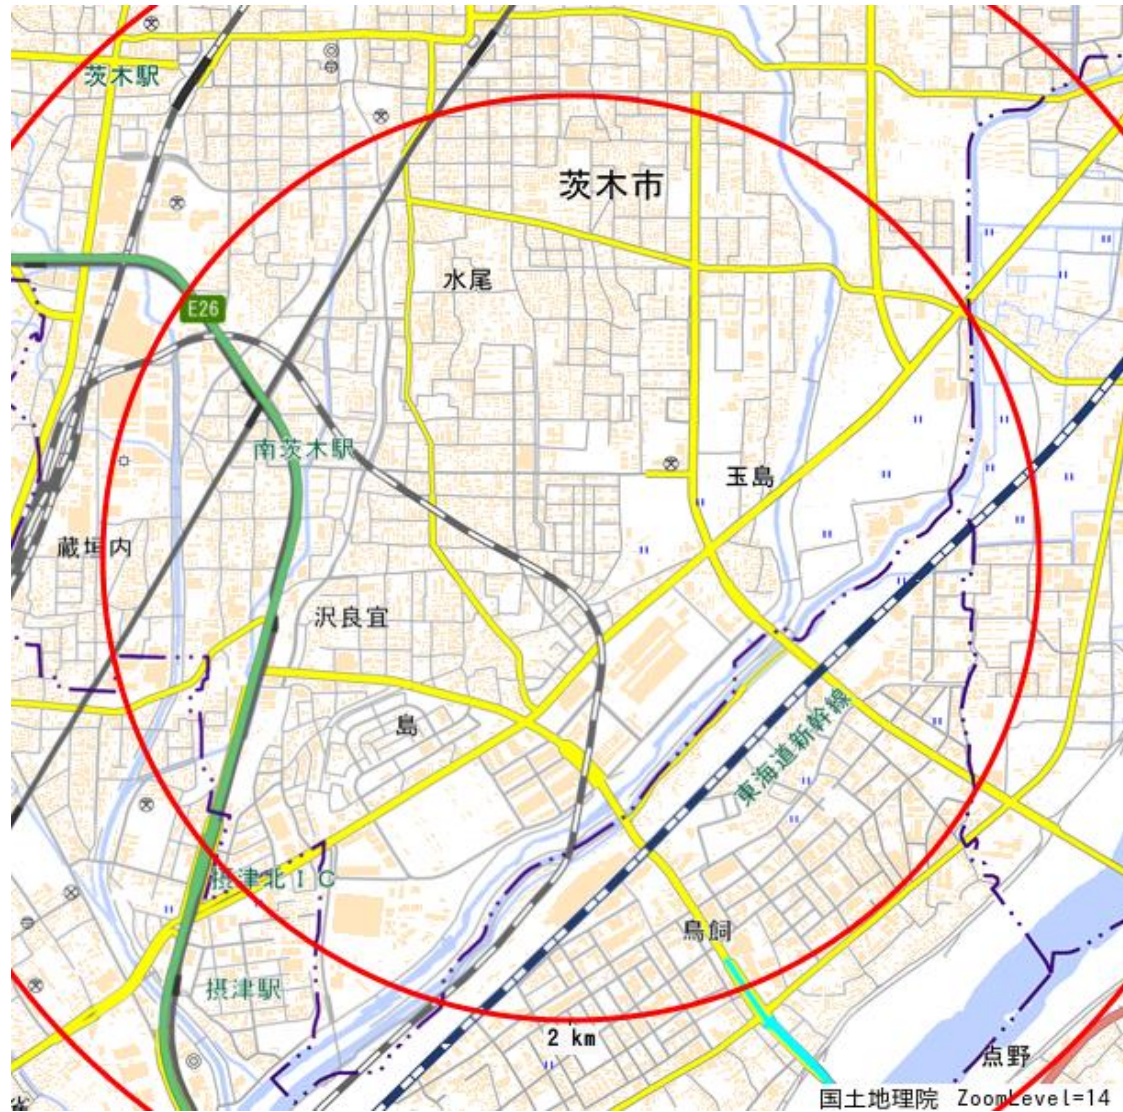 茨木駅
茨木市
水尾
E26
南茨木駅
玉島
蔵垣内
沢良宜
島
東海道新幹線
摂津北IC
鳥飼
摂津駅
2 km
点野
国土地理院 ZoomLevel=14